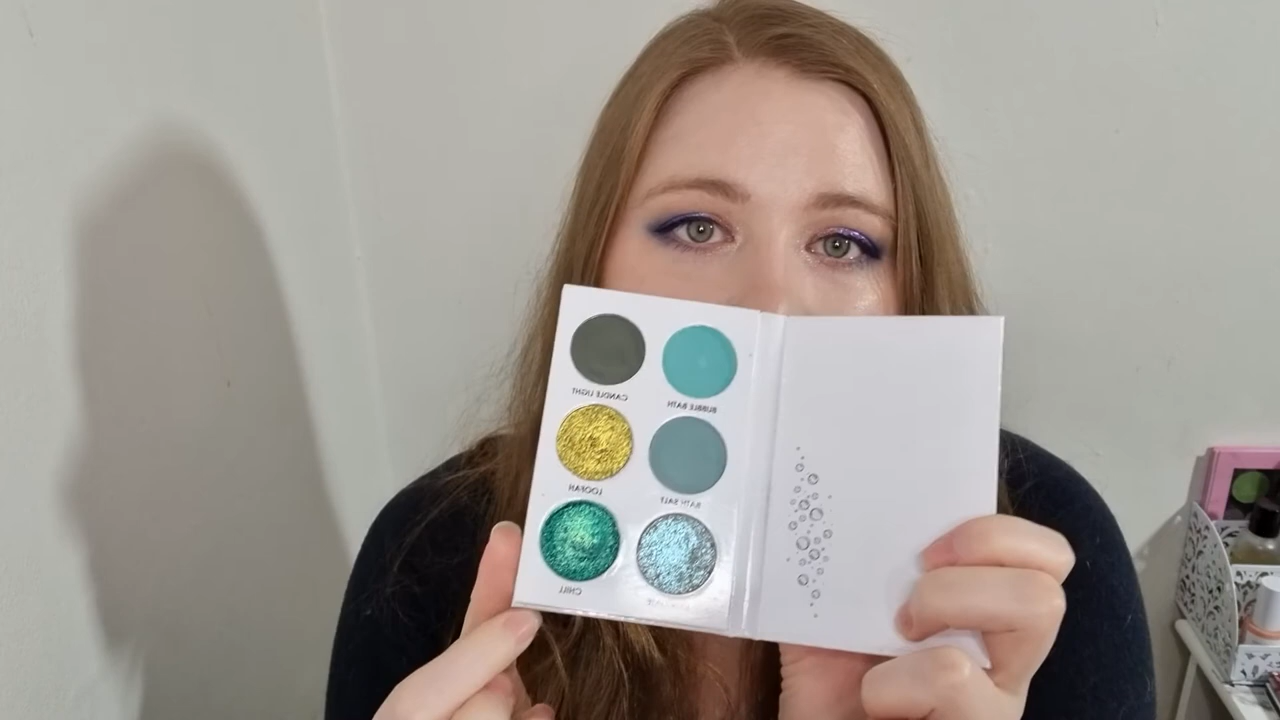 BUBBLE BATH
CANDLE LIGHT
BATH SALT
LOOFAH
CHILL